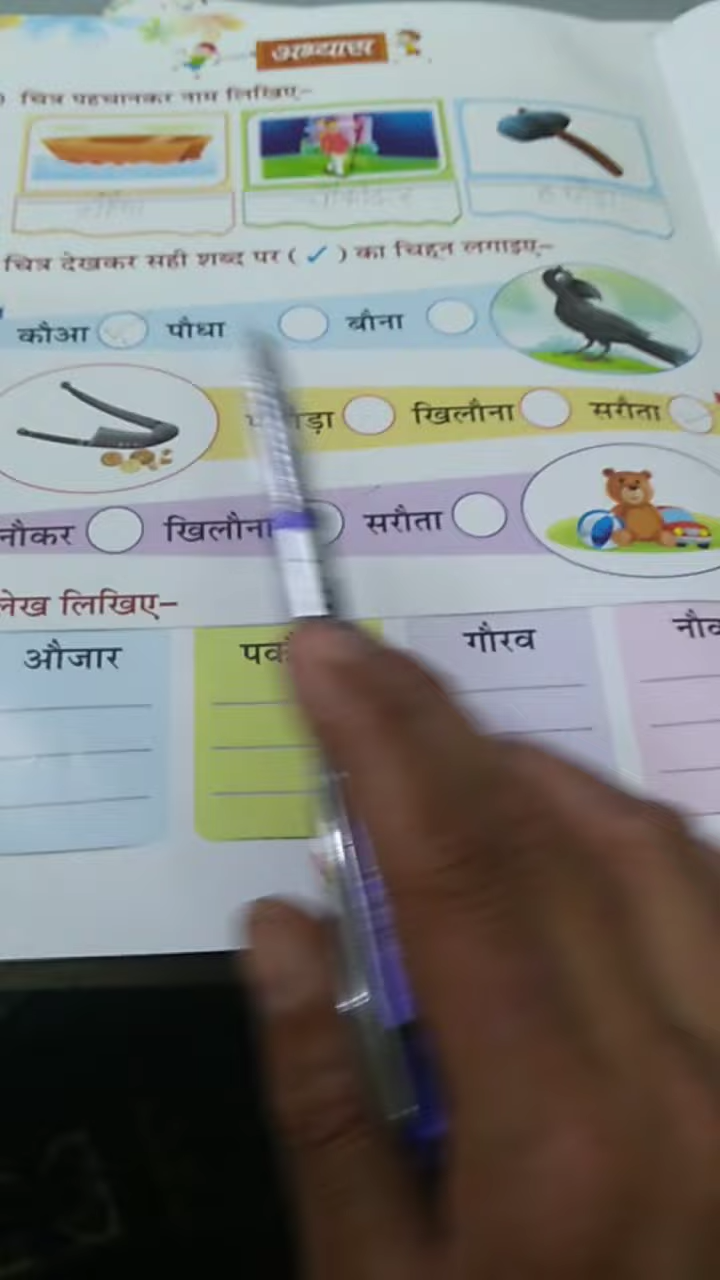 अभ्यास
चित्र पहचानकर नाम लिखिए–
चित्र देखकर सही शब्द पर ( ✓ ) का चिह्न लगाइए–
कौआ पौधा बौना
खिलौना सरौता
नौकर खिलौना सरौता
लेख लिखिए–
औजार गौरव